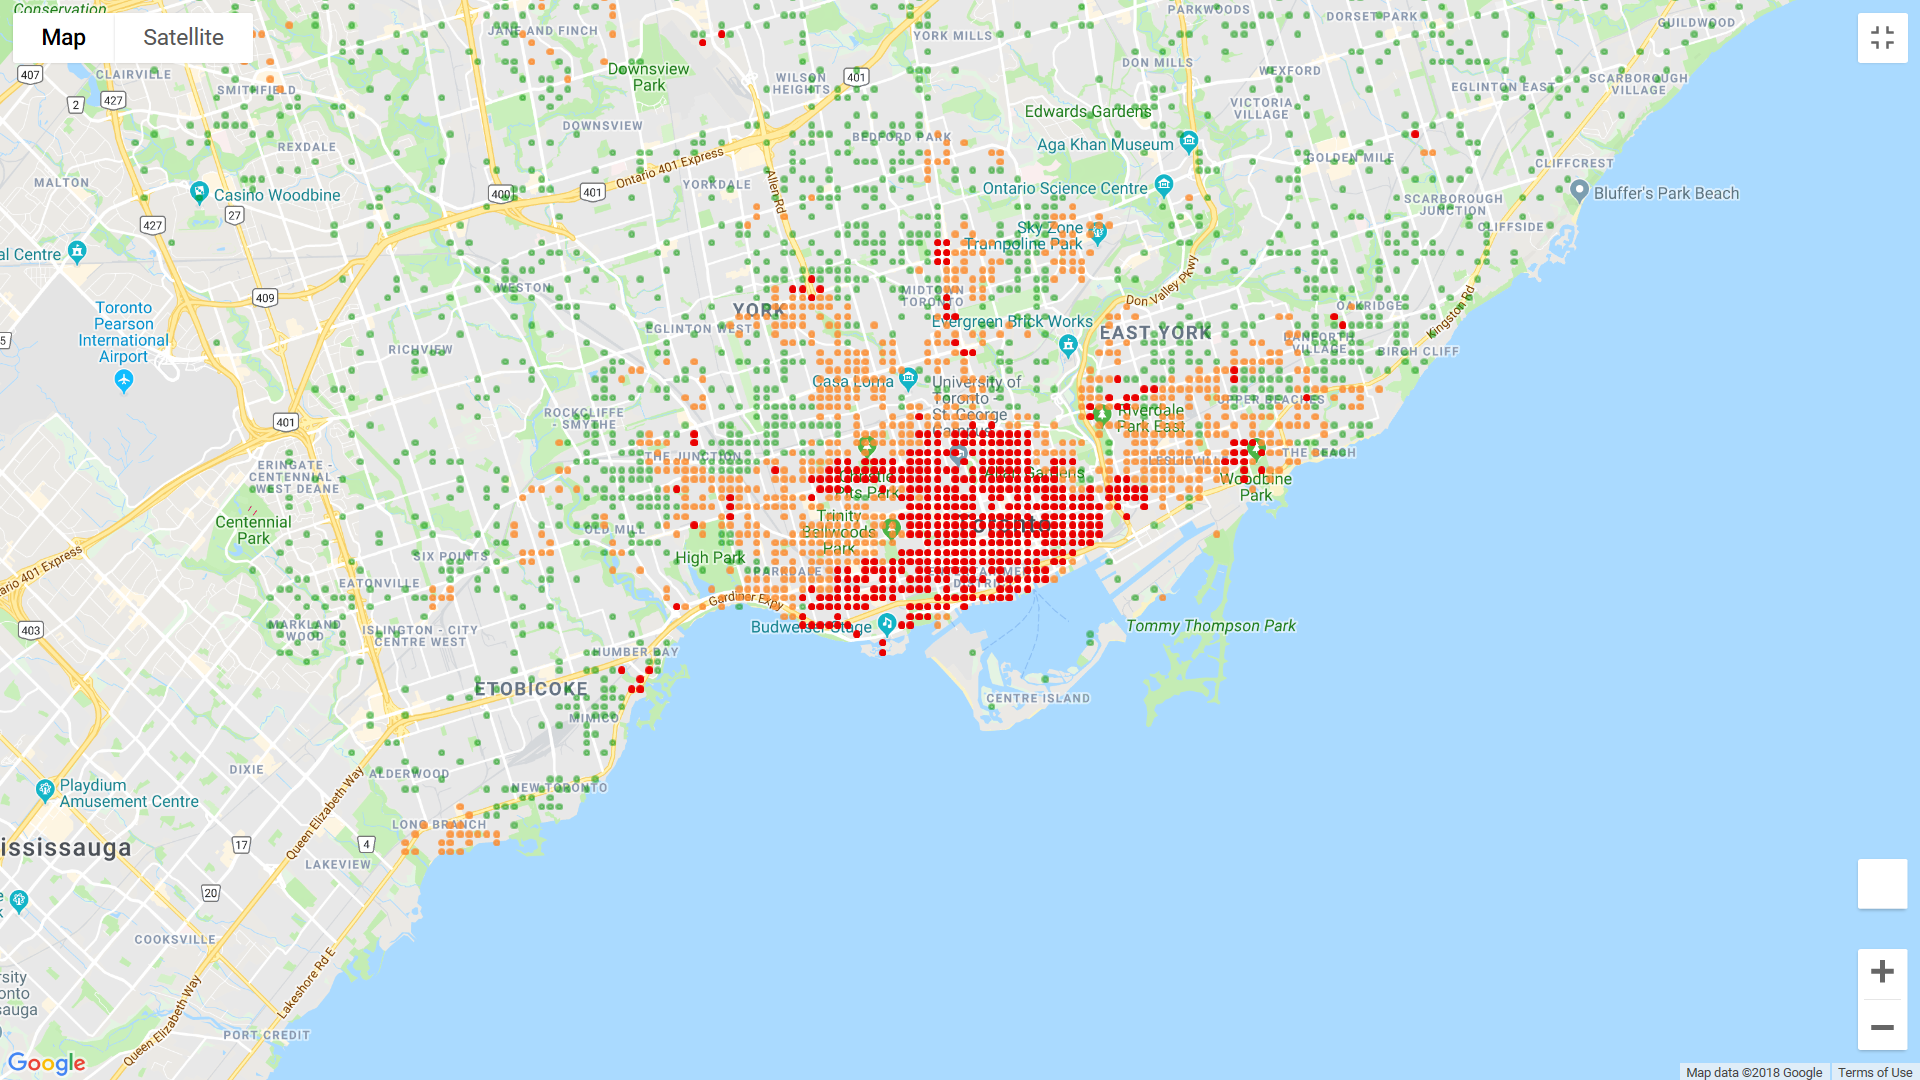 Conservation
Map
Satellite
JANE AND FINCH
YORK MILLS
PARKWOODS
DORSET PARK
GUILDWOOD
407
CLAIRVILLE
SMITHFIELD
Downsview
Park
WILSON
HEIGHTS
401
DON MILLS
WEXFORD
EGLINTON EAST
SCARBOROUGH
VILLAGE
2
427
DOWNSVIEW
BEDFORD PARK
Edwards Gardens
VICTORIA
VILLAGE
REXDALE
Aga Khan Museum
GOLDEN MILE
CLIFFCREST
MALTON
Casino Woodbine
Ontario 401 Express
YORKDALE
Allen Rd
Ontario Science Centre
Bluffer's Park Beach
400
401
27
427
SCARBOROUGH
JUNCTION
CLIFFSIDE
al Centre
Sky Zone
Trampoline Park
WESTON
409
Don Valley Pkwy
MIDTOWN
TORONTO
YORK
Toronto
Pearson
International
Airport
EGLINTON WEST
Evergreen Brick Works
EAST YORK
OAKRIDGE
Kingston Rd
DANFORTH
VILLAGE
BIRCH CLIFF
5
RICHVIEW
Casa Loma
University of
Toronto -
St. George
Campus
UPPER BEACHES
ROCKCLIFFE
- SMYTHE
Riverdale
Park East
401
THE JUNCTION
LESLIEVILLE
THE BEACH
ERINGATE -
CENTENNIAL -
WEST DEANE
Christie
Pits Park
Allan Gardens
Woodbine
Park
Centennial
Park
OLD MILL
Trinity
Bellwoods
Park
Toronto
SIX POINTS
High Park
tario 401 Express
EATONVILLE
PARKDALE
ENTERTAINMENT
DISTRICT
Gardiner Expy
403
MARKLAND
WOOD
ISLINGTON - CITY
CENTRE WEST
Budweiser Stage
Tommy Thompson Park
HUMBER BAY
ETOBICOKE
CENTRE ISLAND
MIMICO
DIXIE
ALDERWOOD
NEW TORONTO
Playdium
Amusement Centre
Queen Elizabeth Way
LONG BRANCH
ississauga
17
4
LAKEVIEW
20
COOKSVILLE
rsity
onto
sauga
Lakeshore Rd E
Queen Elizabeth Way
PORT CREDIT
Google
Map data ©2018 Google
Terms of Use